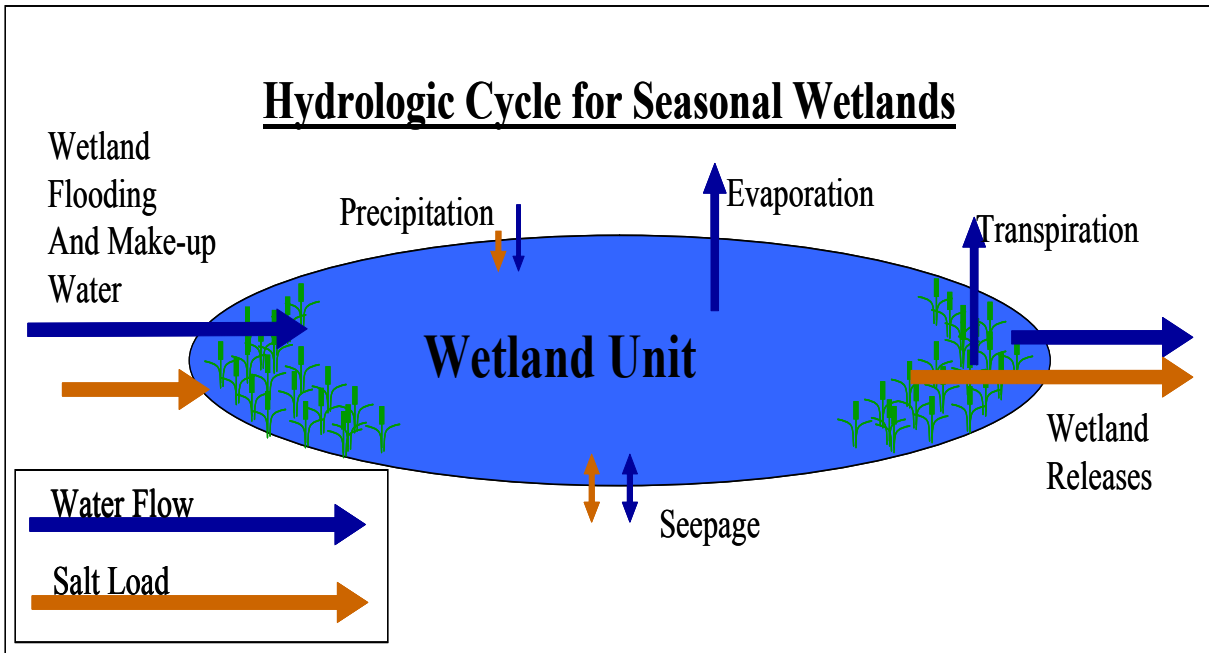 Hydrologic Cycle for Seasonal Wetlands
Wetland
Flooding
And Make-up
Water
Precipitation
Evaporation
Transpiration
Wetland Unit
Wetland
Releases
Seepage
Water Flow
Salt Load